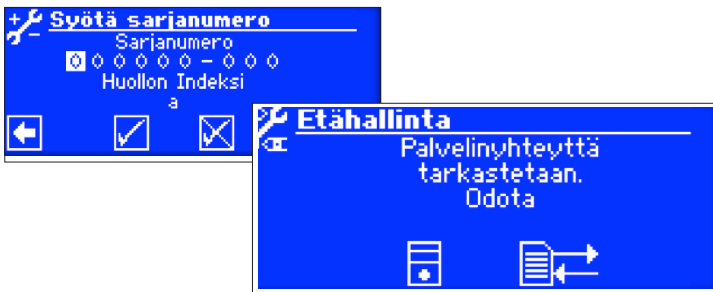 Syötä sarjanumero
Sarjanumero
0 0 0 0 0 0 - 0 0 0
Huollon Indeksi
a
Etähallinta
Palvelinyhteyttä
tarkastetaan.
Odota